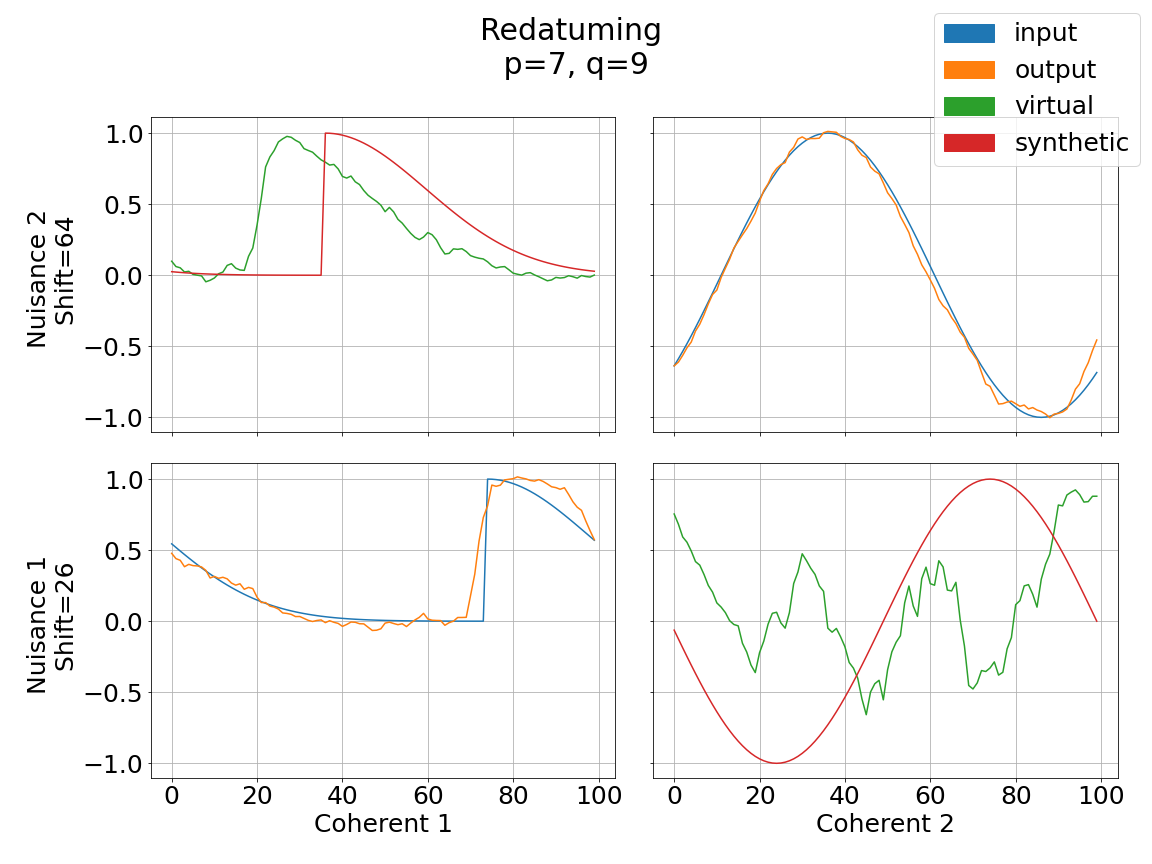 Redatuming
p=7, q=9
input
output
virtual
synthetic
1.0
0.5
0.0
−0.5
−1.0
Nuisance 2
Shift=64
1.0
0.5
0.0
−0.5
−1.0
Nuisance 1
Shift=26
0 20 40 60 80 100
Coherent 1
0 20 40 60 80 100
Coherent 2